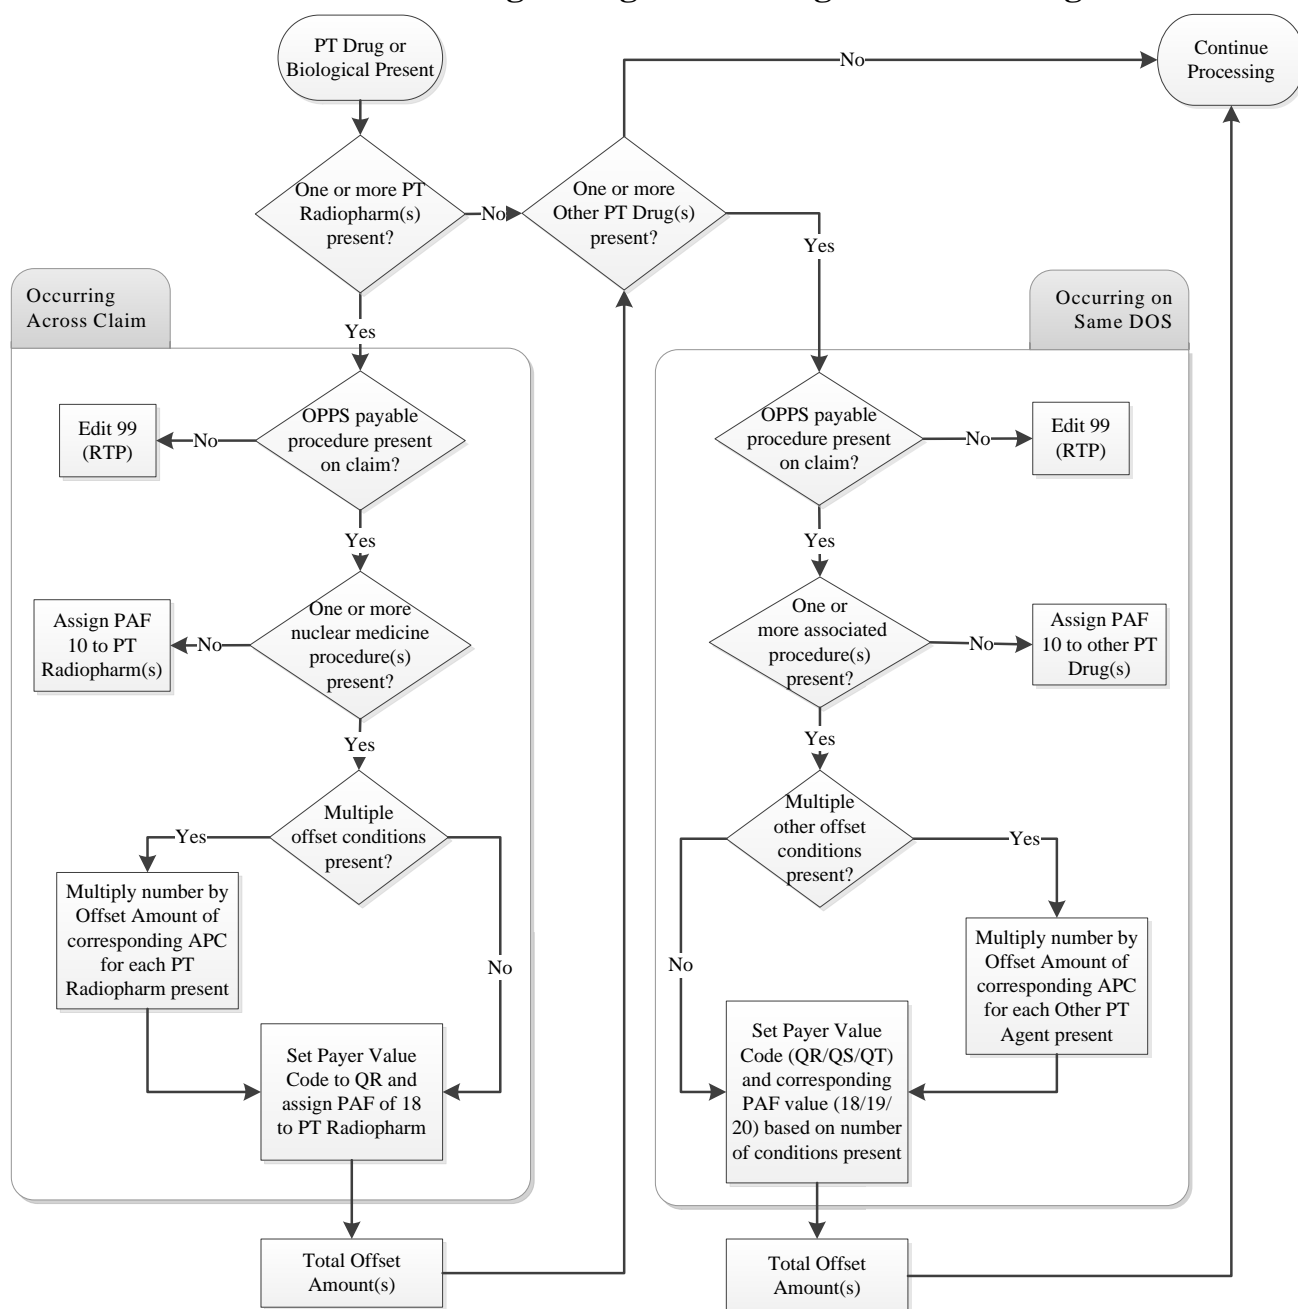 PT Drug or
Biological Present
No
Continue
Processing
One or more PT
Radiopharm(s)
present?
No
One or more
Other PT Drug(s)
present?
Yes
Occurring
Across Claim
Yes
Occurring on
Same DOS
Edit 99
(RTP)
No
OPPS payable
procedure present
on claim?
OPPS payable
procedure present
on claim?
No
Edit 99
(RTP)
Yes
Yes
Assign PAF
10 to PT
Radiopharm(s)
No
One or more
nuclear medicine
procedure(s)
present?
One or
more associated
procedure(s)
present?
No
Assign PAF
10 to other PT
Drug(s)
Yes
Yes
Multiple
offset conditions
present?
Yes
Multiple
other offset
conditions
present?
Yes
Multiply number by
Offset Amount of
corresponding APC
for each PT
Radiopharm present
No
No
Multiply number by
Offset Amount of
corresponding APC
for each Other PT
Agent present
Set Payer Value
Code to QR and
assign PAF of 18
to PT Radiopharm
Set Payer Value
Code (QR/QS/QT)
and corresponding
PAF value (18/19/
20) based on number
of conditions present
Total Offset
Amount(s)
Total Offset
Amount(s)